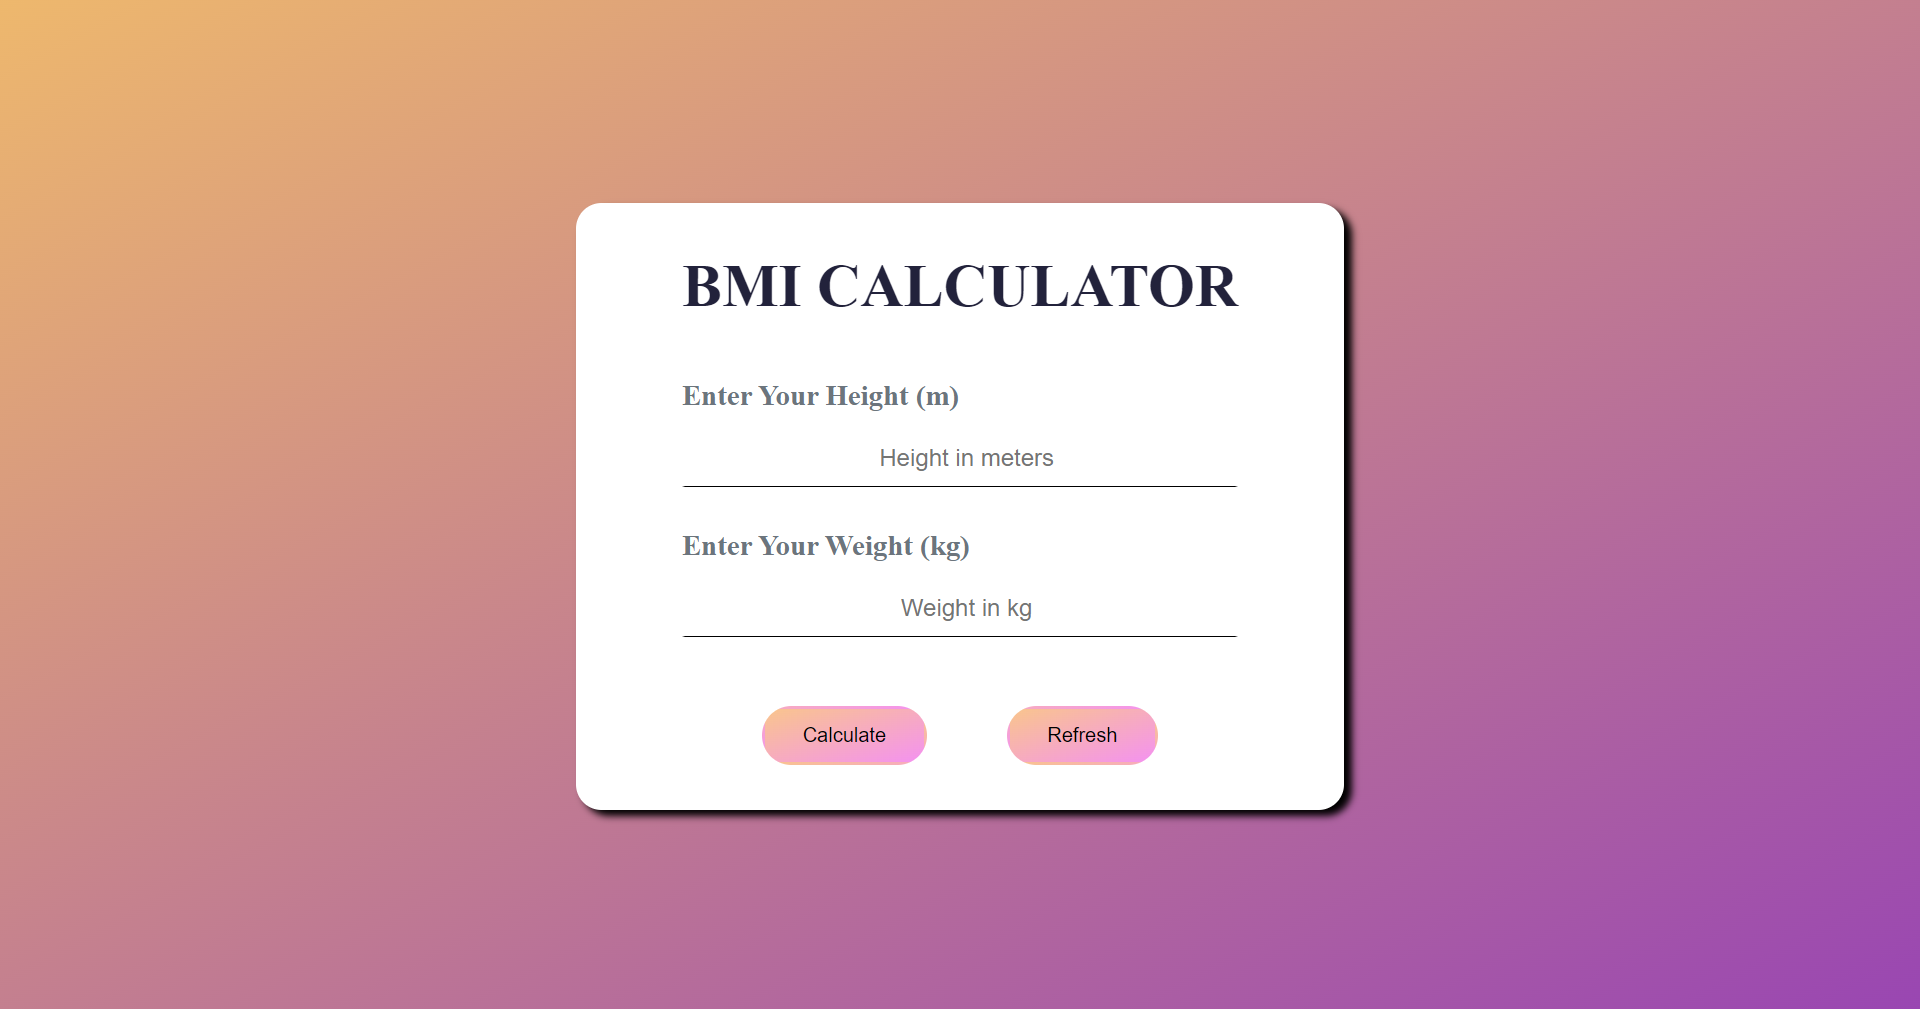 BMI CALCULATOR
Enter Your Height (m)
Height in meters
Enter Your Weight (kg)
Weight in kg
Calculate Refresh